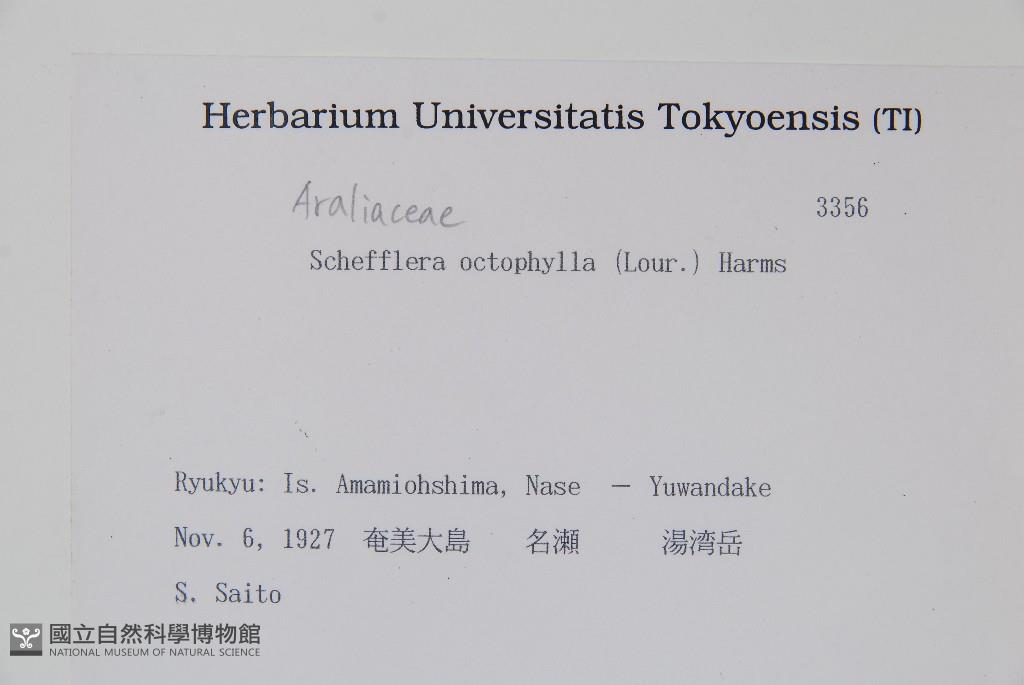 Herbarium Universitatis Tokyoensis (TI)
Araliaceae
3356
Schefflera octophylla (Lour.) Harms
Ryukyu: Is. Amamiohshima, Nase — Yuwandake
Nov. 6, 1927 奄美大島 名瀬 湯湾岳
S. Saito
國立自然科學博物館
NATIONAL MUSEUM OF NATURAL SCIENCE